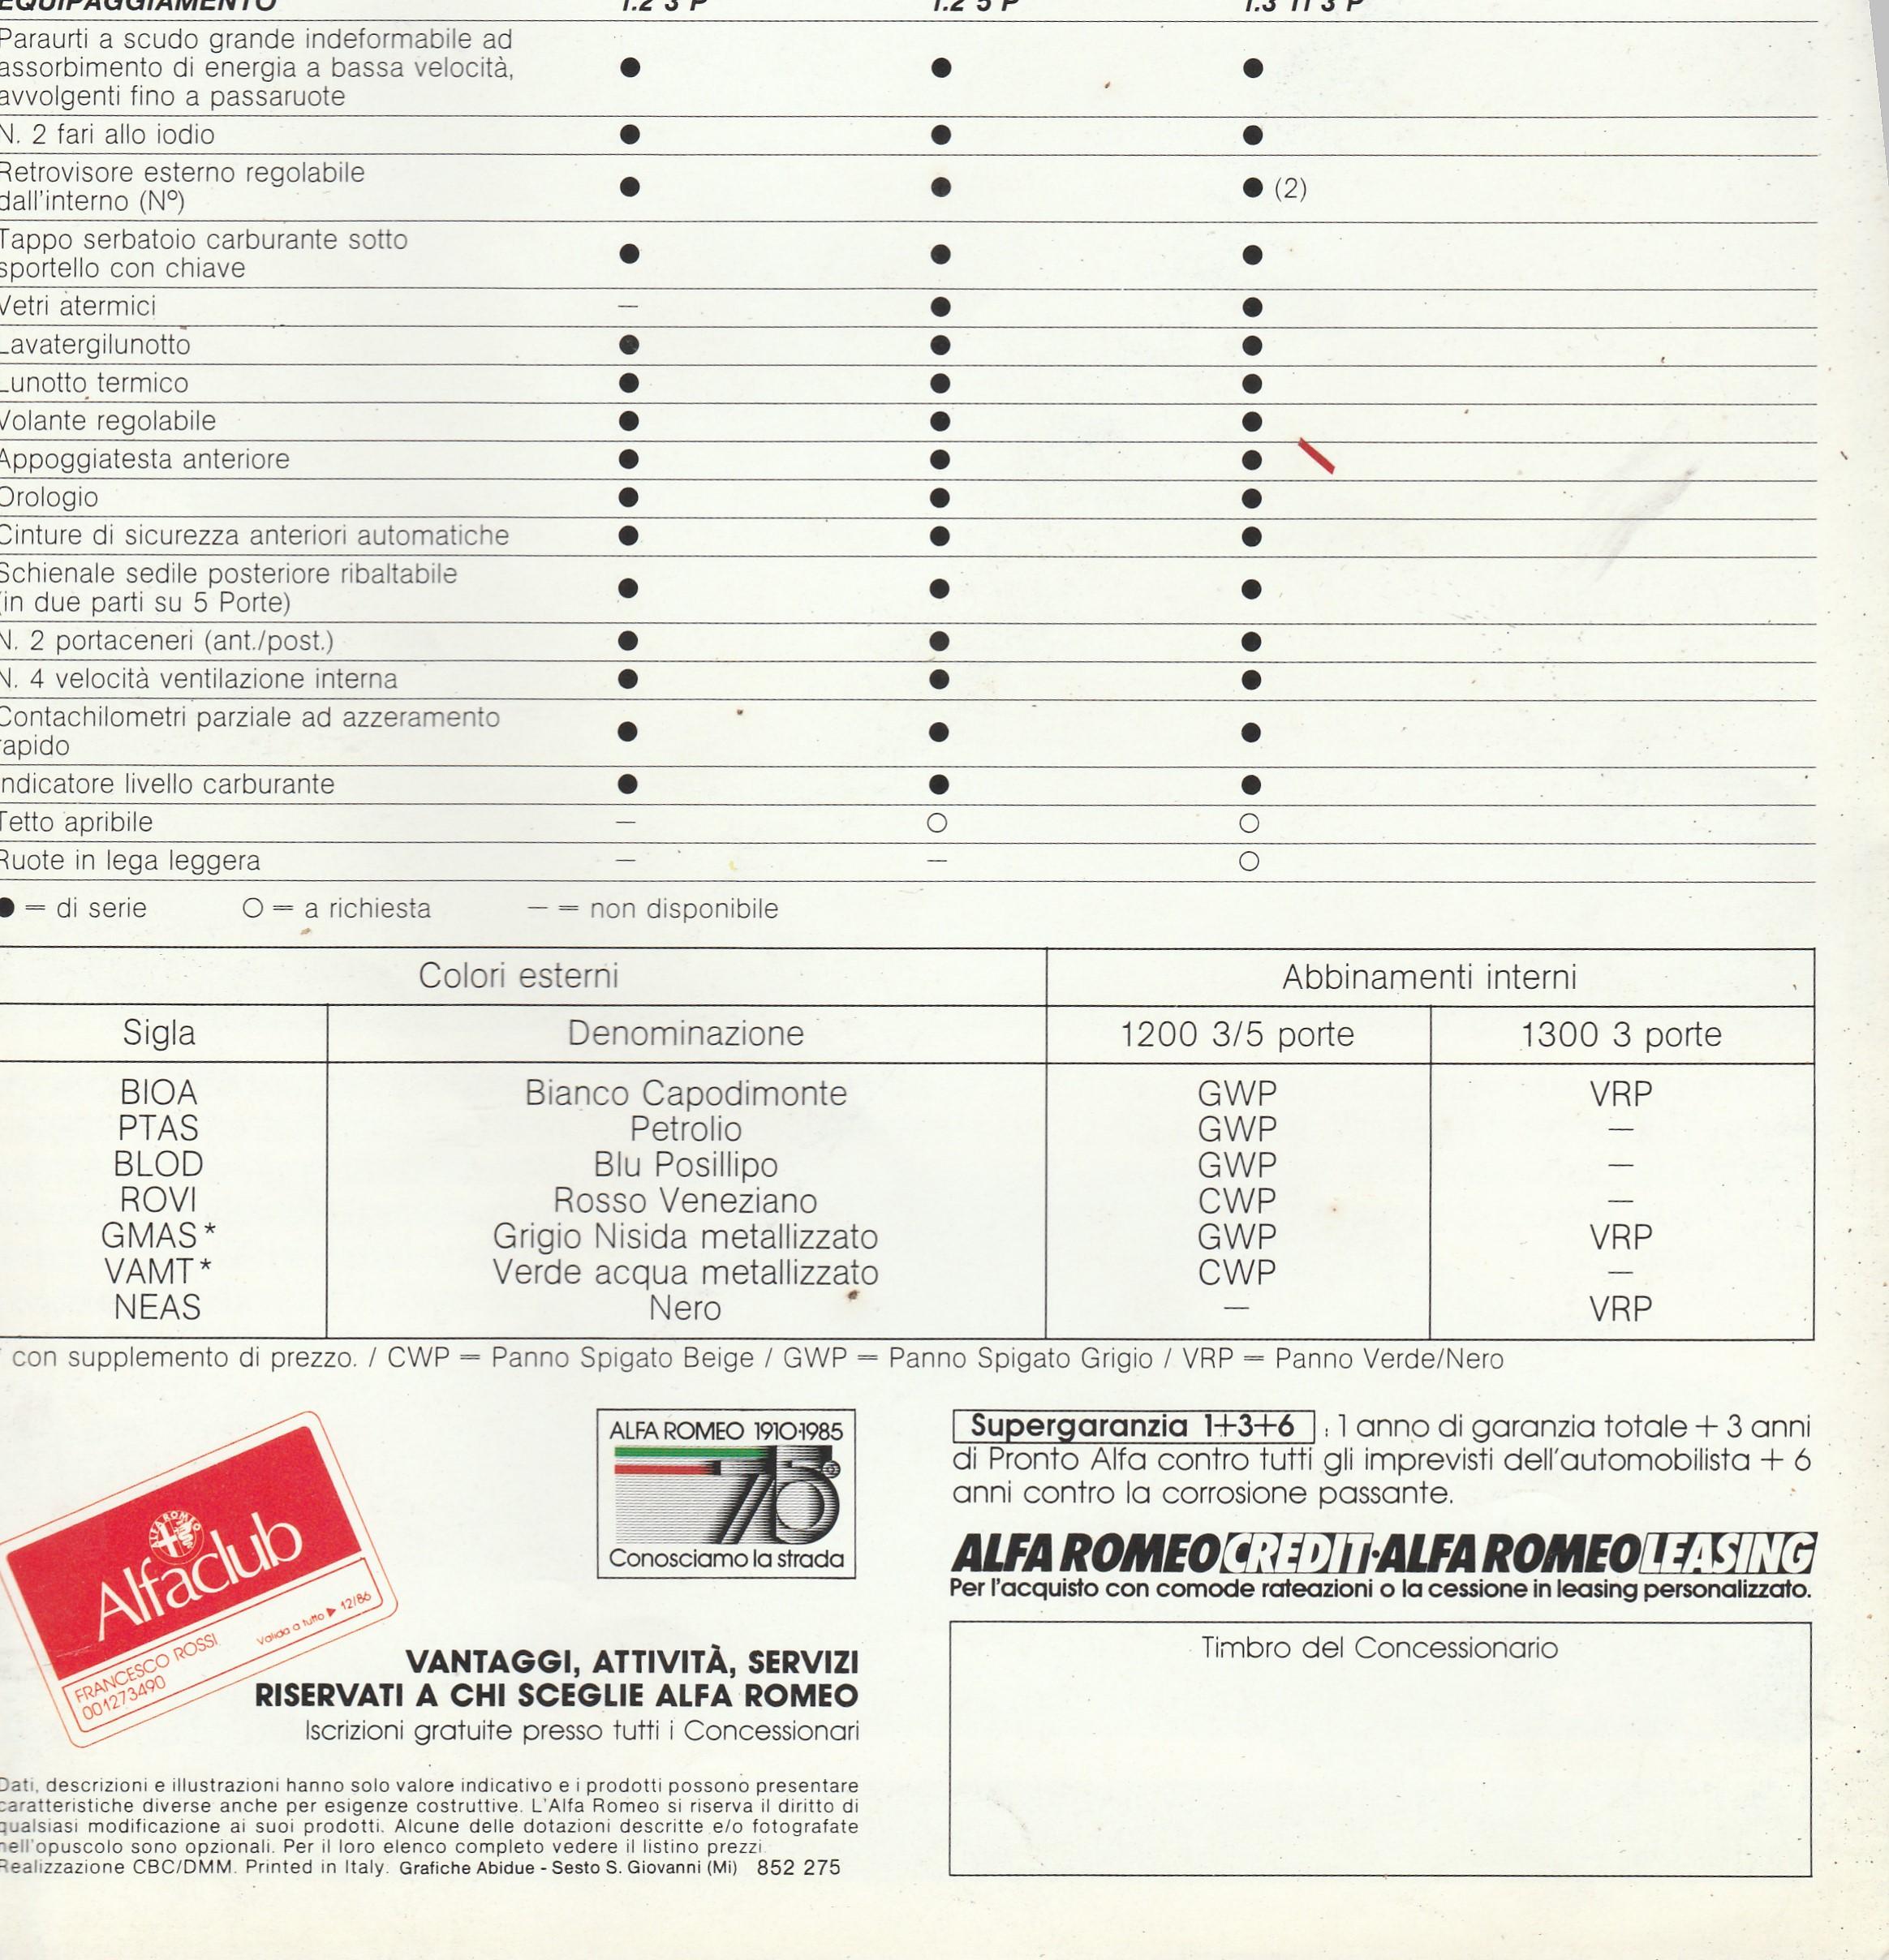 EQUIPAGGIAMENTO 1.2 3 P 1.2 5 P 1.3 TI 3 P
Paraurti a scudo grande indeformabile ad
assorbimento di energia a bassa velocità, ● ● ●
avvolgenti fino a passaruote
N. 2 fari allo iodio ● ● ●
Retrovisore esterno regolabile
dall'interno (Nº) ● ● ● (2)
Tappo serbatoio carburante sotto
sportello con chiave ● ● ●
Vetri atermici – ● ●
Lavatergilunotto ● ● ●
Lunotto termico ● ● ●
Volante regolabile ● ● ●
Appoggiatesta anteriore ● ● ●
Orologio ● ● ●
Cinture di sicurezza anteriori automatiche ● ● ●
Schienale sedile posteriore ribaltabile
(in due parti su 5 Porte) ● ● ●
N. 2 portaceneri (ant./post.) ● ● ●
N. 4 velocità ventilazione interna ● ● ●
Contachilometri parziale ad azzeramento
rapido ● ● ●
Indicatore livello carburante ● ● ●
Tetto apribile – ○ ○
Ruote in lega leggera – – ○
● = di serie ○ = a richiesta – = non disponibile
Colori esterni Abbinamenti interni
Sigla Denominazione 1200 3/5 porte 1300 3 porte
BIOA Bianco Capodimonte GWP VRP
PTAS Petrolio GWP —
BLOD Blu Posillipo GWP —
ROVI Rosso Veneziano CWP —
GMAS* Grigio Nisida metallizzato GWP VRP
VAMT* Verde acqua metallizzato CWP —
NEAS Nero — VRP
* con supplemento di prezzo. / CWP = Panno Spigato Beige / GWP = Panno Spigato Grigio / VRP = Panno Verde/Nero
ALFA ROMEO
Alfaclub
Valida a tutto ▶ 12/86
FRANCESCO ROSSI
001273490
ALFA ROMEO 1910-1985
75º
Conosciamo la strada
VANTAGGI, ATTIVITÀ, SERVIZI
RISERVATI A CHI SCEGLIE ALFA ROMEO
Iscrizioni gratuite presso tutti i Concessionari
Dati, descrizioni e illustrazioni hanno solo valore indicativo e i prodotti possono presentare
caratteristiche diverse anche per esigenze costruttive. L'Alfa Romeo si riserva il diritto di
qualsiasi modificazione ai suoi prodotti. Alcune delle dotazioni descritte e/o fotografate
nell'opuscolo sono opzionali. Per il loro elenco completo vedere il listino prezzi.
Realizzazione CBC/DMM. Printed in Italy. Grafiche Abidue - Sesto S. Giovanni (Mi) 852 275
Supergaranzia 1+3+6 : 1 anno di garanzia totale + 3 anni
di Pronto Alfa contro tutti gli imprevisti dell'automobilista + 6
anni contro la corrosione passante.
ALFA ROMEO CREDIT·ALFA ROMEO LEASING
Per l'acquisto con comode rateazioni o la cessione in leasing personalizzato.
Timbro del Concessionario